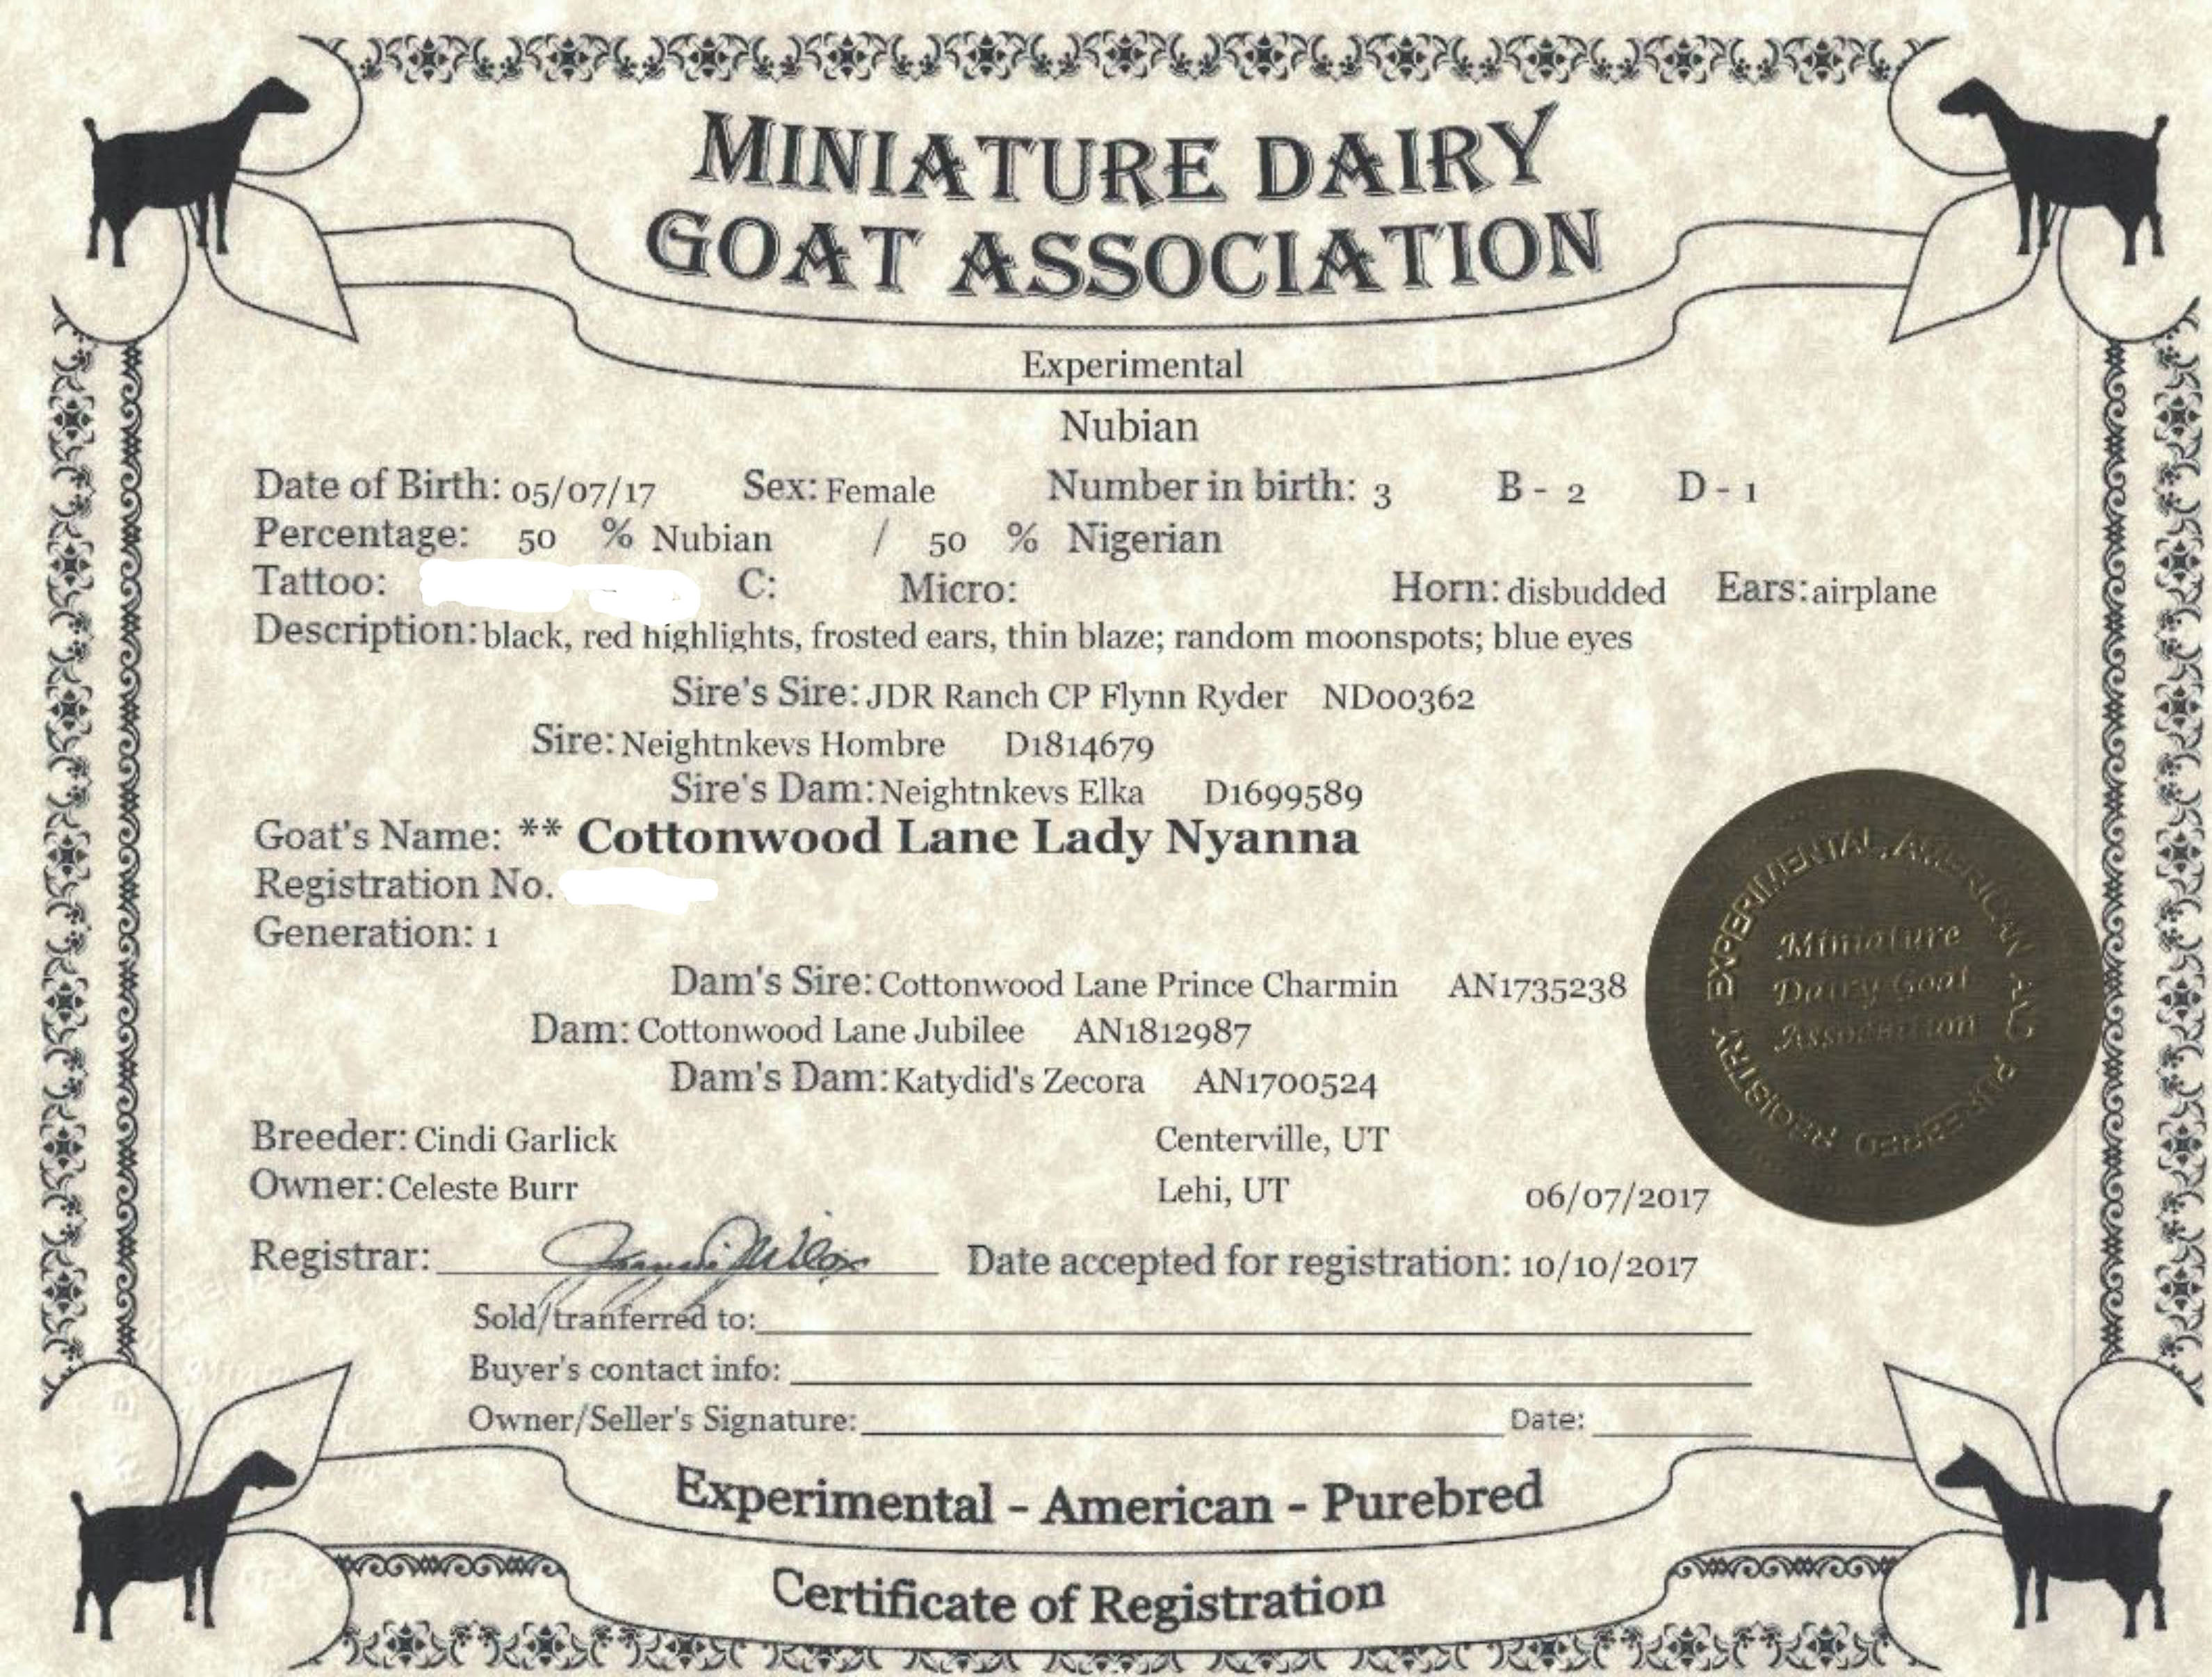 MINIATURE DAIRY
GOAT ASSOCIATION
Experimental
Nubian
Date of Birth: 05/07/17 Sex: Female Number in birth: 3 B - 2 D - 1
Percentage: 50 % Nubian / 50 % Nigerian
Tattoo: C: Micro: Horn: disbudded Ears: airplane
Description: black, red highlights, frosted ears, thin blaze; random moonspots; blue eyes
Sire's Sire: JDR Ranch CP Flynn Ryder ND00362
Sire: Neightnkevs Hombre D1814679
Sire's Dam: Neightnkevs Elka D1699589
Goat's Name: ** Cottonwood Lane Lady Nyanna
Registration No.
Generation: 1
Dam's Sire: Cottonwood Lane Prince Charmin AN1735238
Dam: Cottonwood Lane Jubilee AN1812987
Dam's Dam: Katydid's Zecora AN1700524
EXPERIMENTAL, AMERICAN AND PUREBRED REGISTRY
Miniature
Dairy Goat
Association
Breeder: Cindi Garlick Centerville, UT
Owner: Celeste Burr Lehi, UT 06/07/2017
Registrar: Date accepted for registration: 10/10/2017
Sold/tranferred to:
Buyer's contact info:
Owner/Seller's Signature: Date:
Experimental - American - Purebred
Certificate of Registration